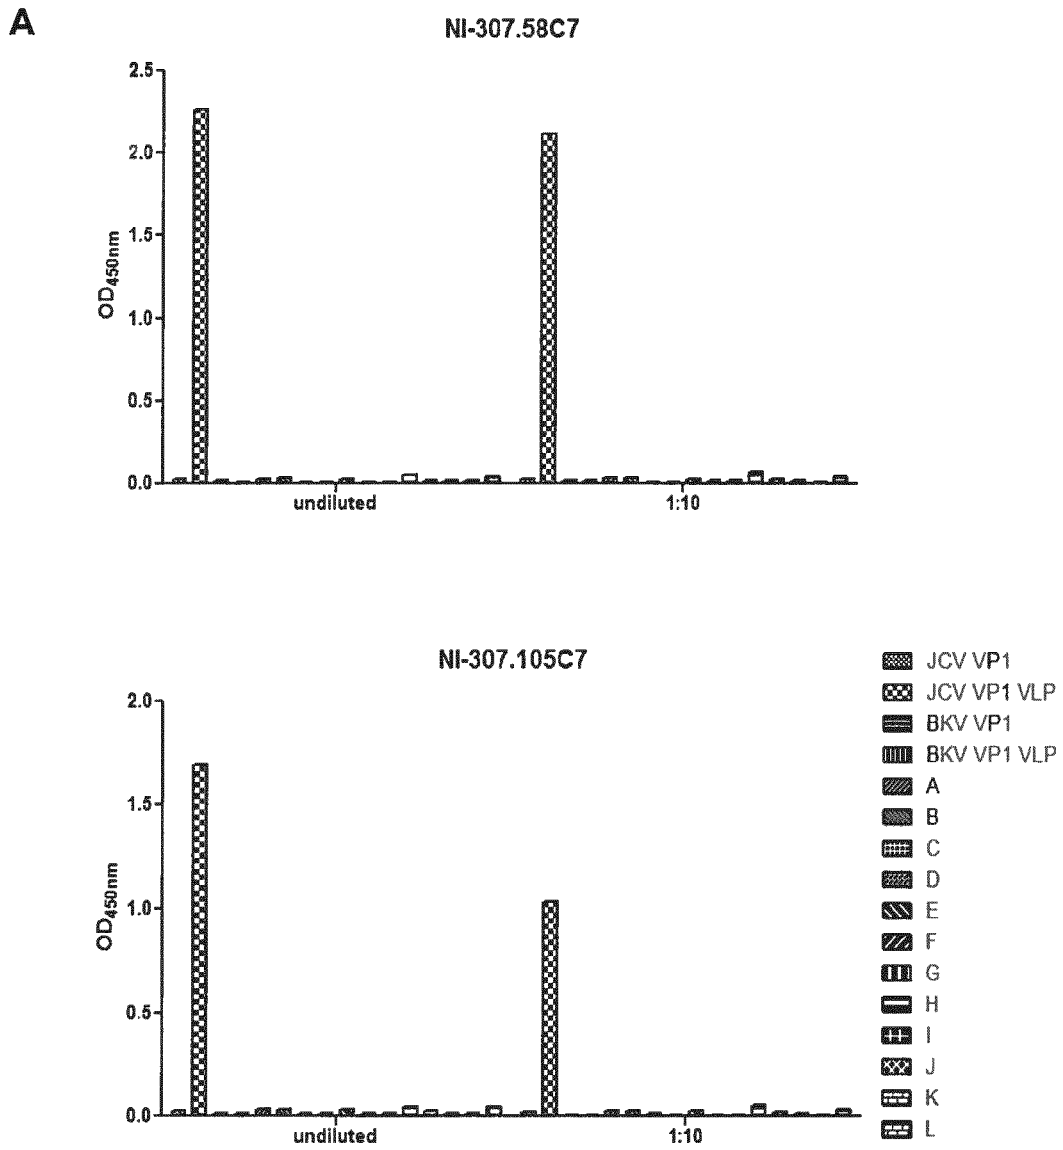 A
NI-307.58C7
2.5
2.0
1.5
1.0
0.5
0.0
OD450nm
undiluted
1:10
NI-307.105C7
2.0
1.5
1.0
0.5
0.0
OD450nm
undiluted
1:10
JCV VP1
JCV VP1 VLP
BKV VP1
BKV VP1 VLP
A
B
C
D
E
F
G
H
I
J
K
L